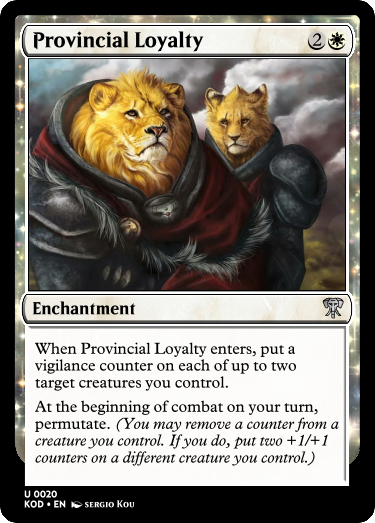 Provincial Loyalty 2
Enchantment
When Provincial Loyalty enters, put a
vigilance counter on each of up to two
target creatures you control.
At the beginning of combat on your turn,
permutate. (You may remove a counter from a
creature you control. If you do, put two +1/+1
counters on a different creature you control.)
U 0020
KOD • EN SERGIO KOU